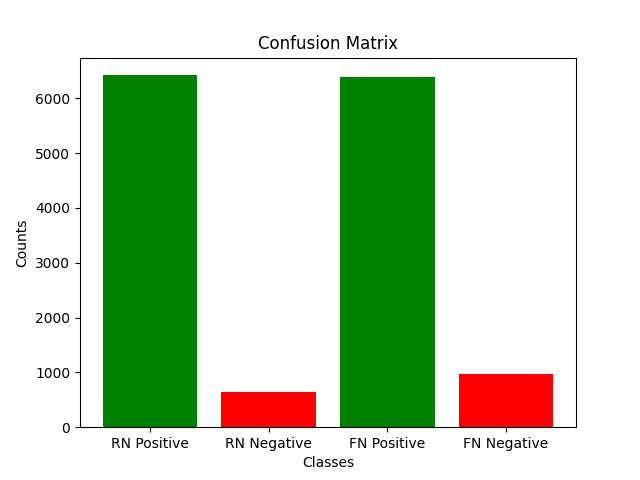 Confusion Matrix
Counts
6000
5000
4000
3000
2000
1000
0
RN Positive
RN Negative
FN Positive
FN Negative
Classes